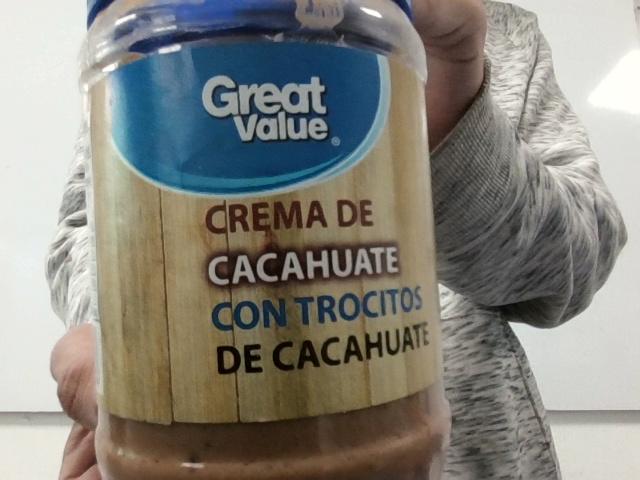 Great
Value®
CREMA DE
CACAHUATE
CON TROCITOS
DE CACAHUATE